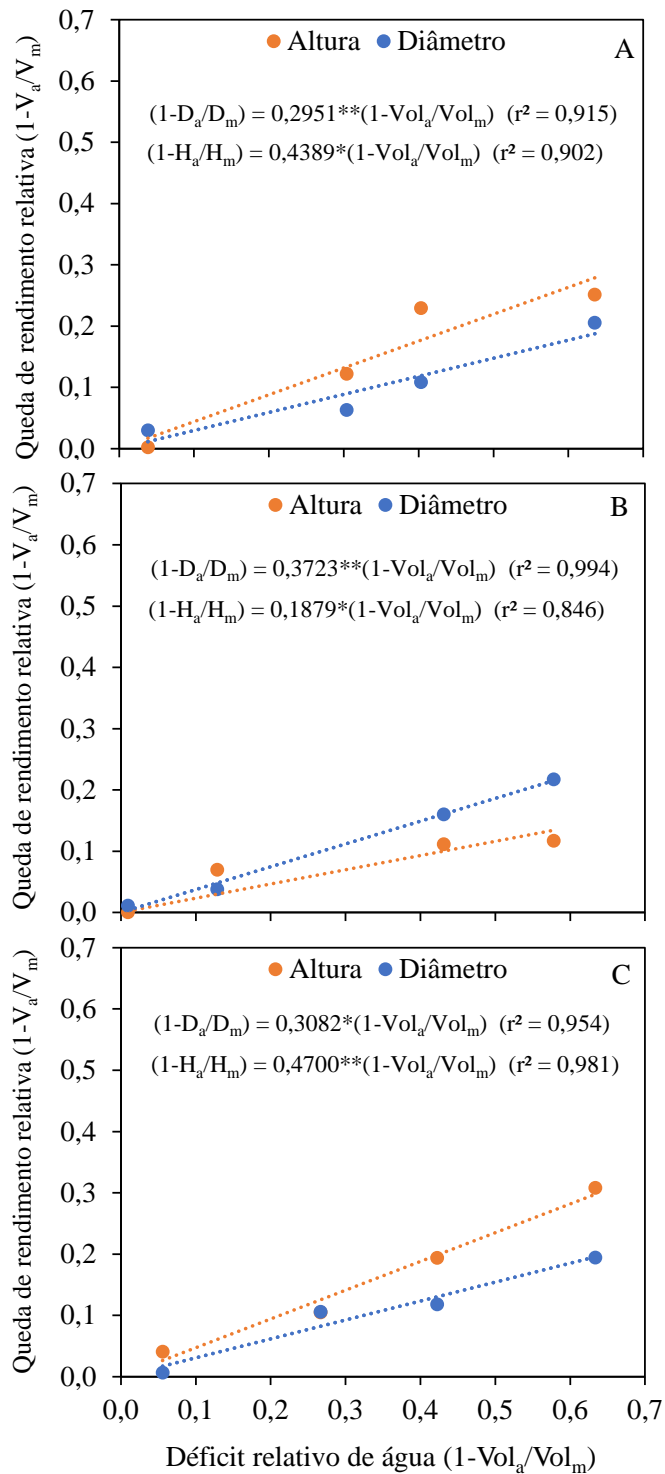 Queda de rendimento relativa (1-Vₐ/Vₘ)
0,7
0,6
0,5
0,4
0,3
0,2
0,1
0,0
Altura Diâmetro A
(1-Dₐ/Dₘ) = 0,2951**(1-Volₐ/Volₘ) (r² = 0,915)
(1-Hₐ/Hₘ) = 0,4389*(1-Volₐ/Volₘ) (r² = 0,902)
Queda de rendimento relativa (1-Vₐ/Vₘ)
0,7
0,6
0,5
0,4
0,3
0,2
0,1
0,0
Altura Diâmetro B
(1-Dₐ/Dₘ) = 0,3723**(1-Volₐ/Volₘ) (r² = 0,994)
(1-Hₐ/Hₘ) = 0,1879*(1-Volₐ/Volₘ) (r² = 0,846)
Queda de rendimento relativa (1-Vₐ/Vₘ)
0,7
0,6
0,5
0,4
0,3
0,2
0,1
0,0
Altura Diâmetro C
(1-Dₐ/Dₘ) = 0,3082*(1-Volₐ/Volₘ) (r² = 0,954)
(1-Hₐ/Hₘ) = 0,4700**(1-Volₐ/Volₘ) (r² = 0,981)
0,0 0,1 0,2 0,3 0,4 0,5 0,6 0,7
Déficit relativo de água (1-Volₐ/Volₘ)